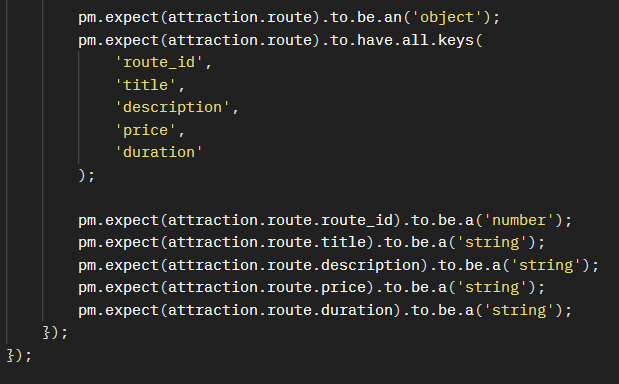 pm.expect(attraction.route).to.be.an('object');
pm.expect(attraction.route).to.have.all.keys(
'route_id',
'title',
'description',
'price',
'duration'
);
pm.expect(attraction.route.route_id).to.be.a('number');
pm.expect(attraction.route.title).to.be.a('string');
pm.expect(attraction.route.description).to.be.a('string');
pm.expect(attraction.route.price).to.be.a('string');
pm.expect(attraction.route.duration).to.be.a('string');
});
});